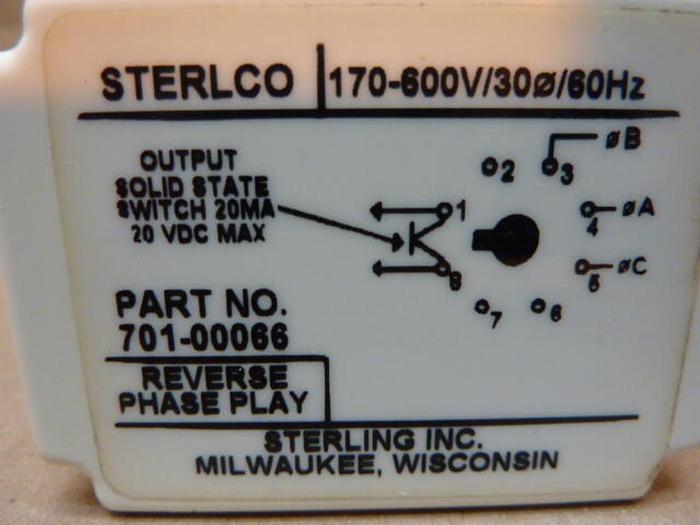 STERLCO
170-600V/30ø/60Hz
OUTPUT
SOLID STATE
SWITCH 20MA
20 VDC MAX
2
3
øB
1
4
øA
5
øC
8
7
6
PART NO.
701-00066
REVERSE
PHASE PLAY
STERLING INC.
MILWAUKEE, WISCONSIN